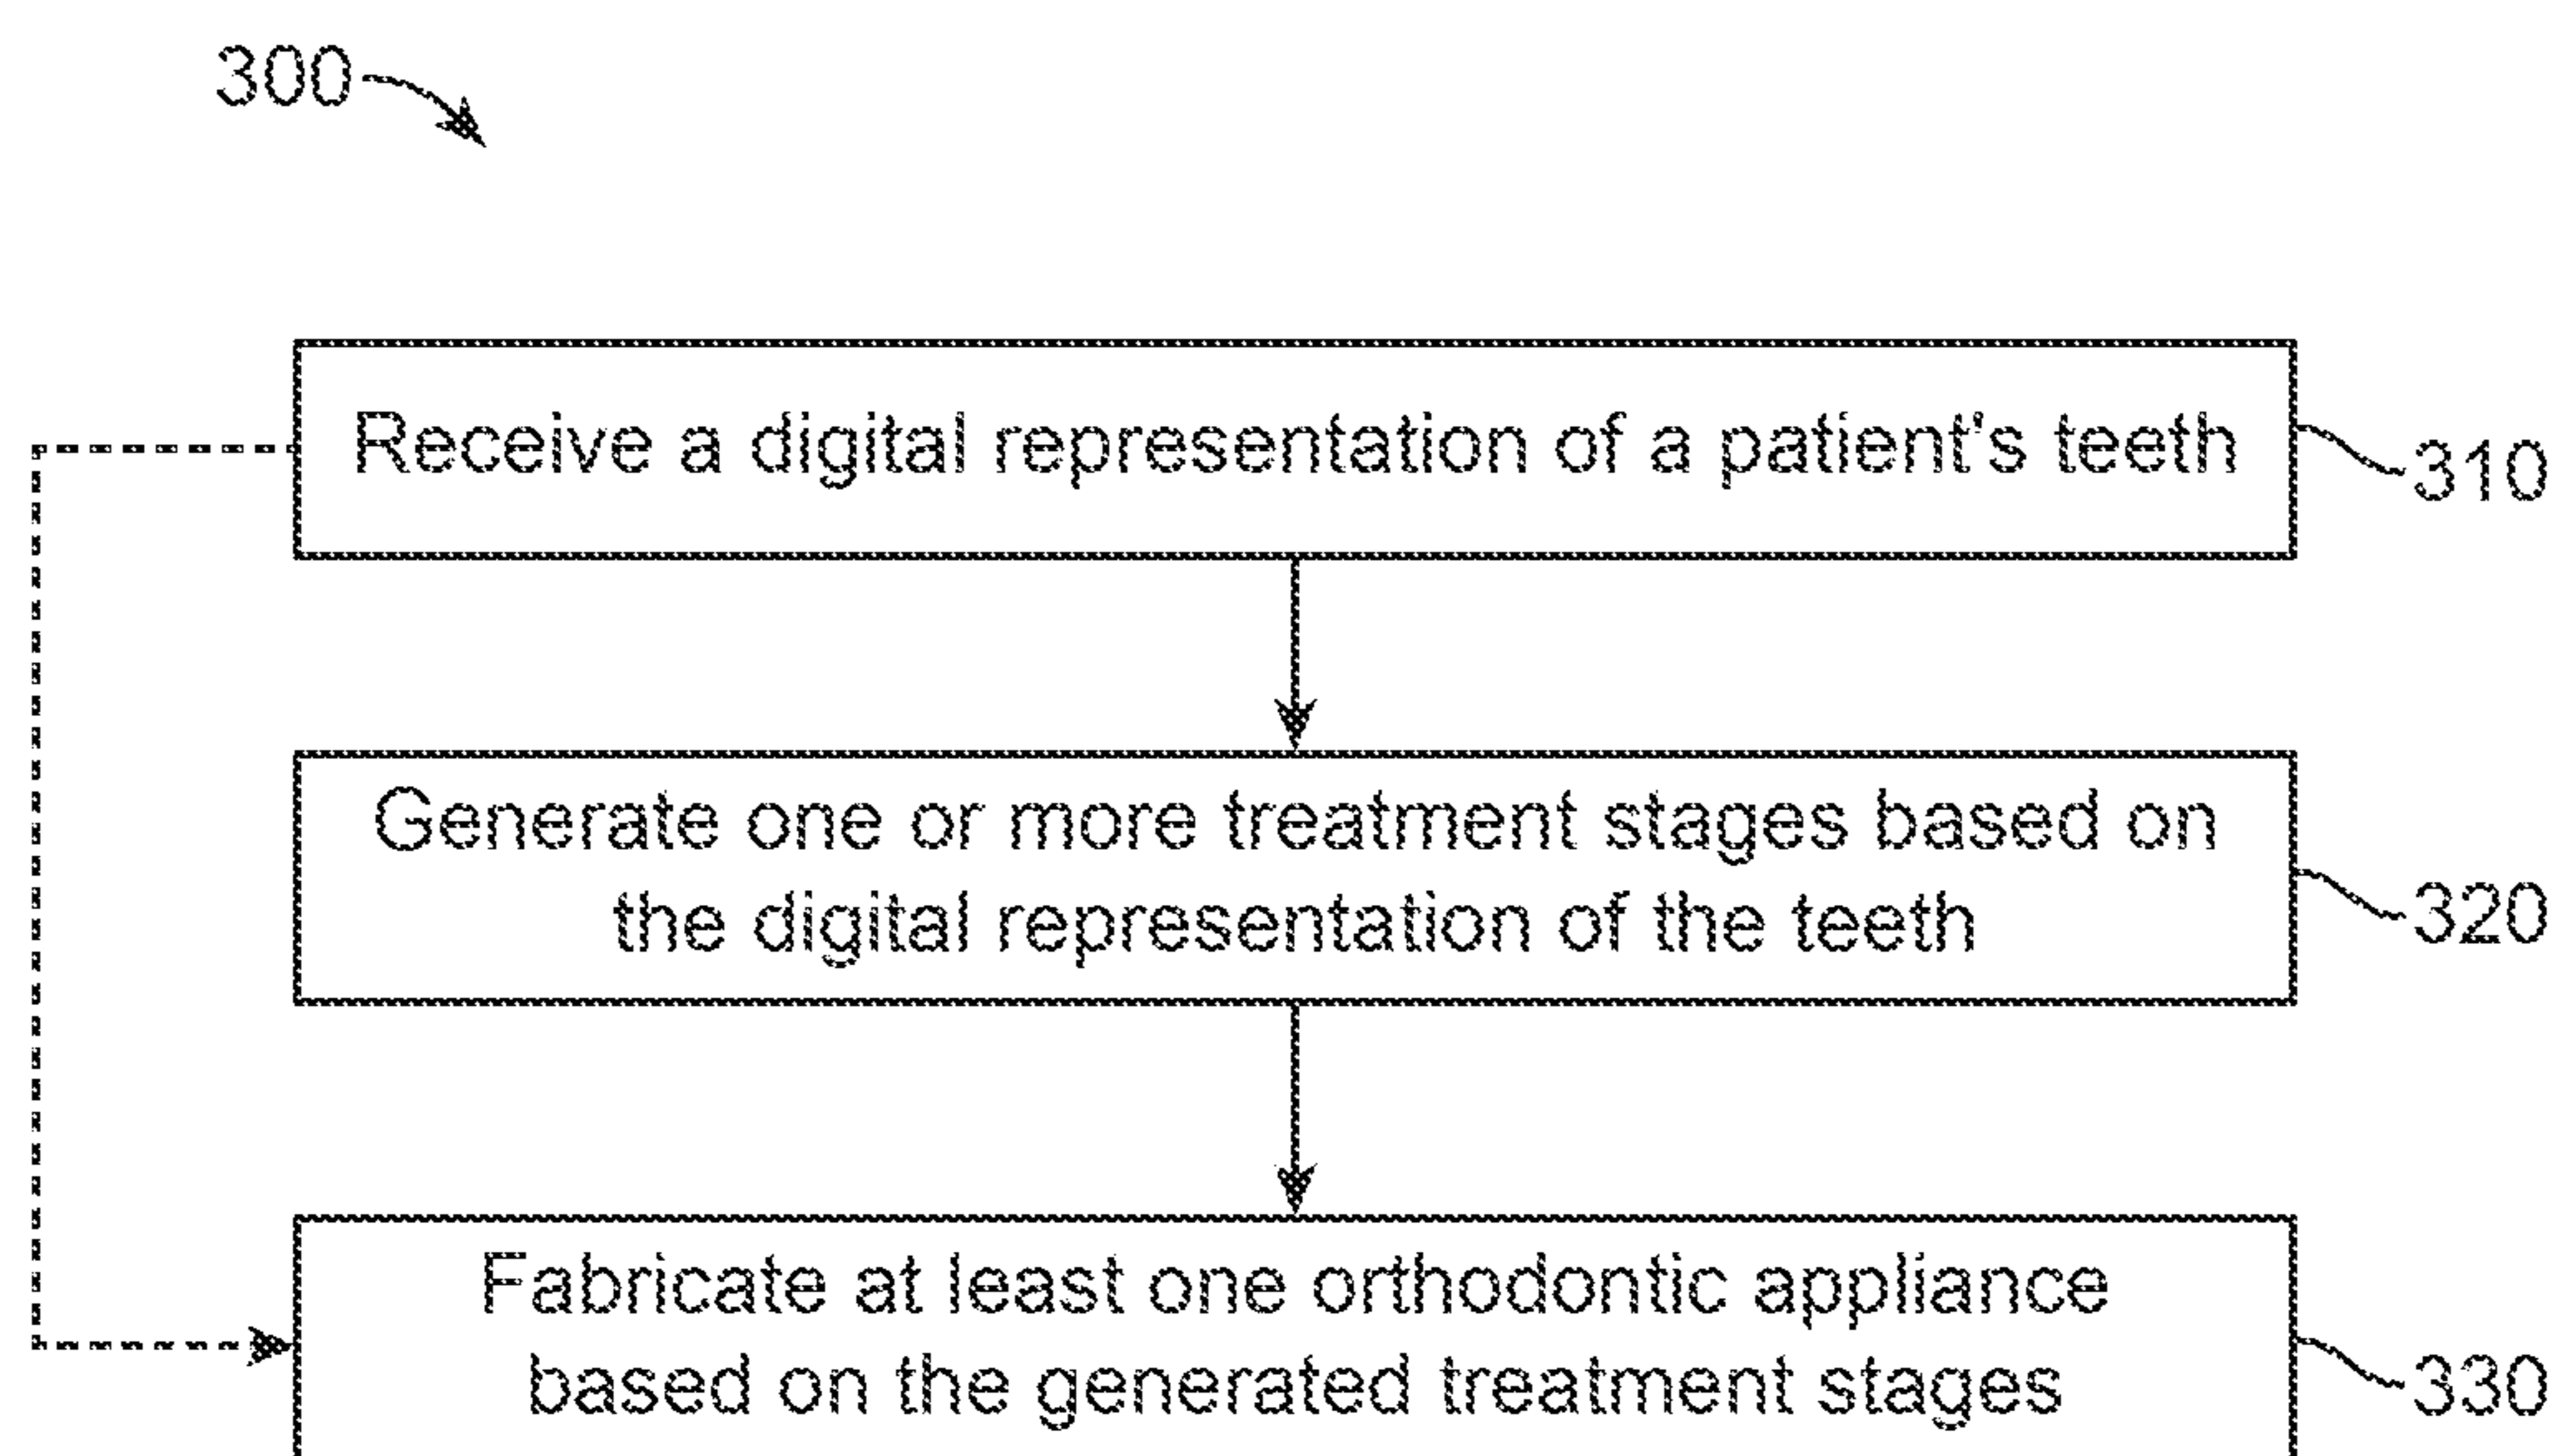 300
Receive a digital representation of a patient's teeth
310
Generate one or more treatment stages based on
the digital representation of the teeth
320
Fabricate at least one orthodontic appliance
based on the generated treatment stages
330